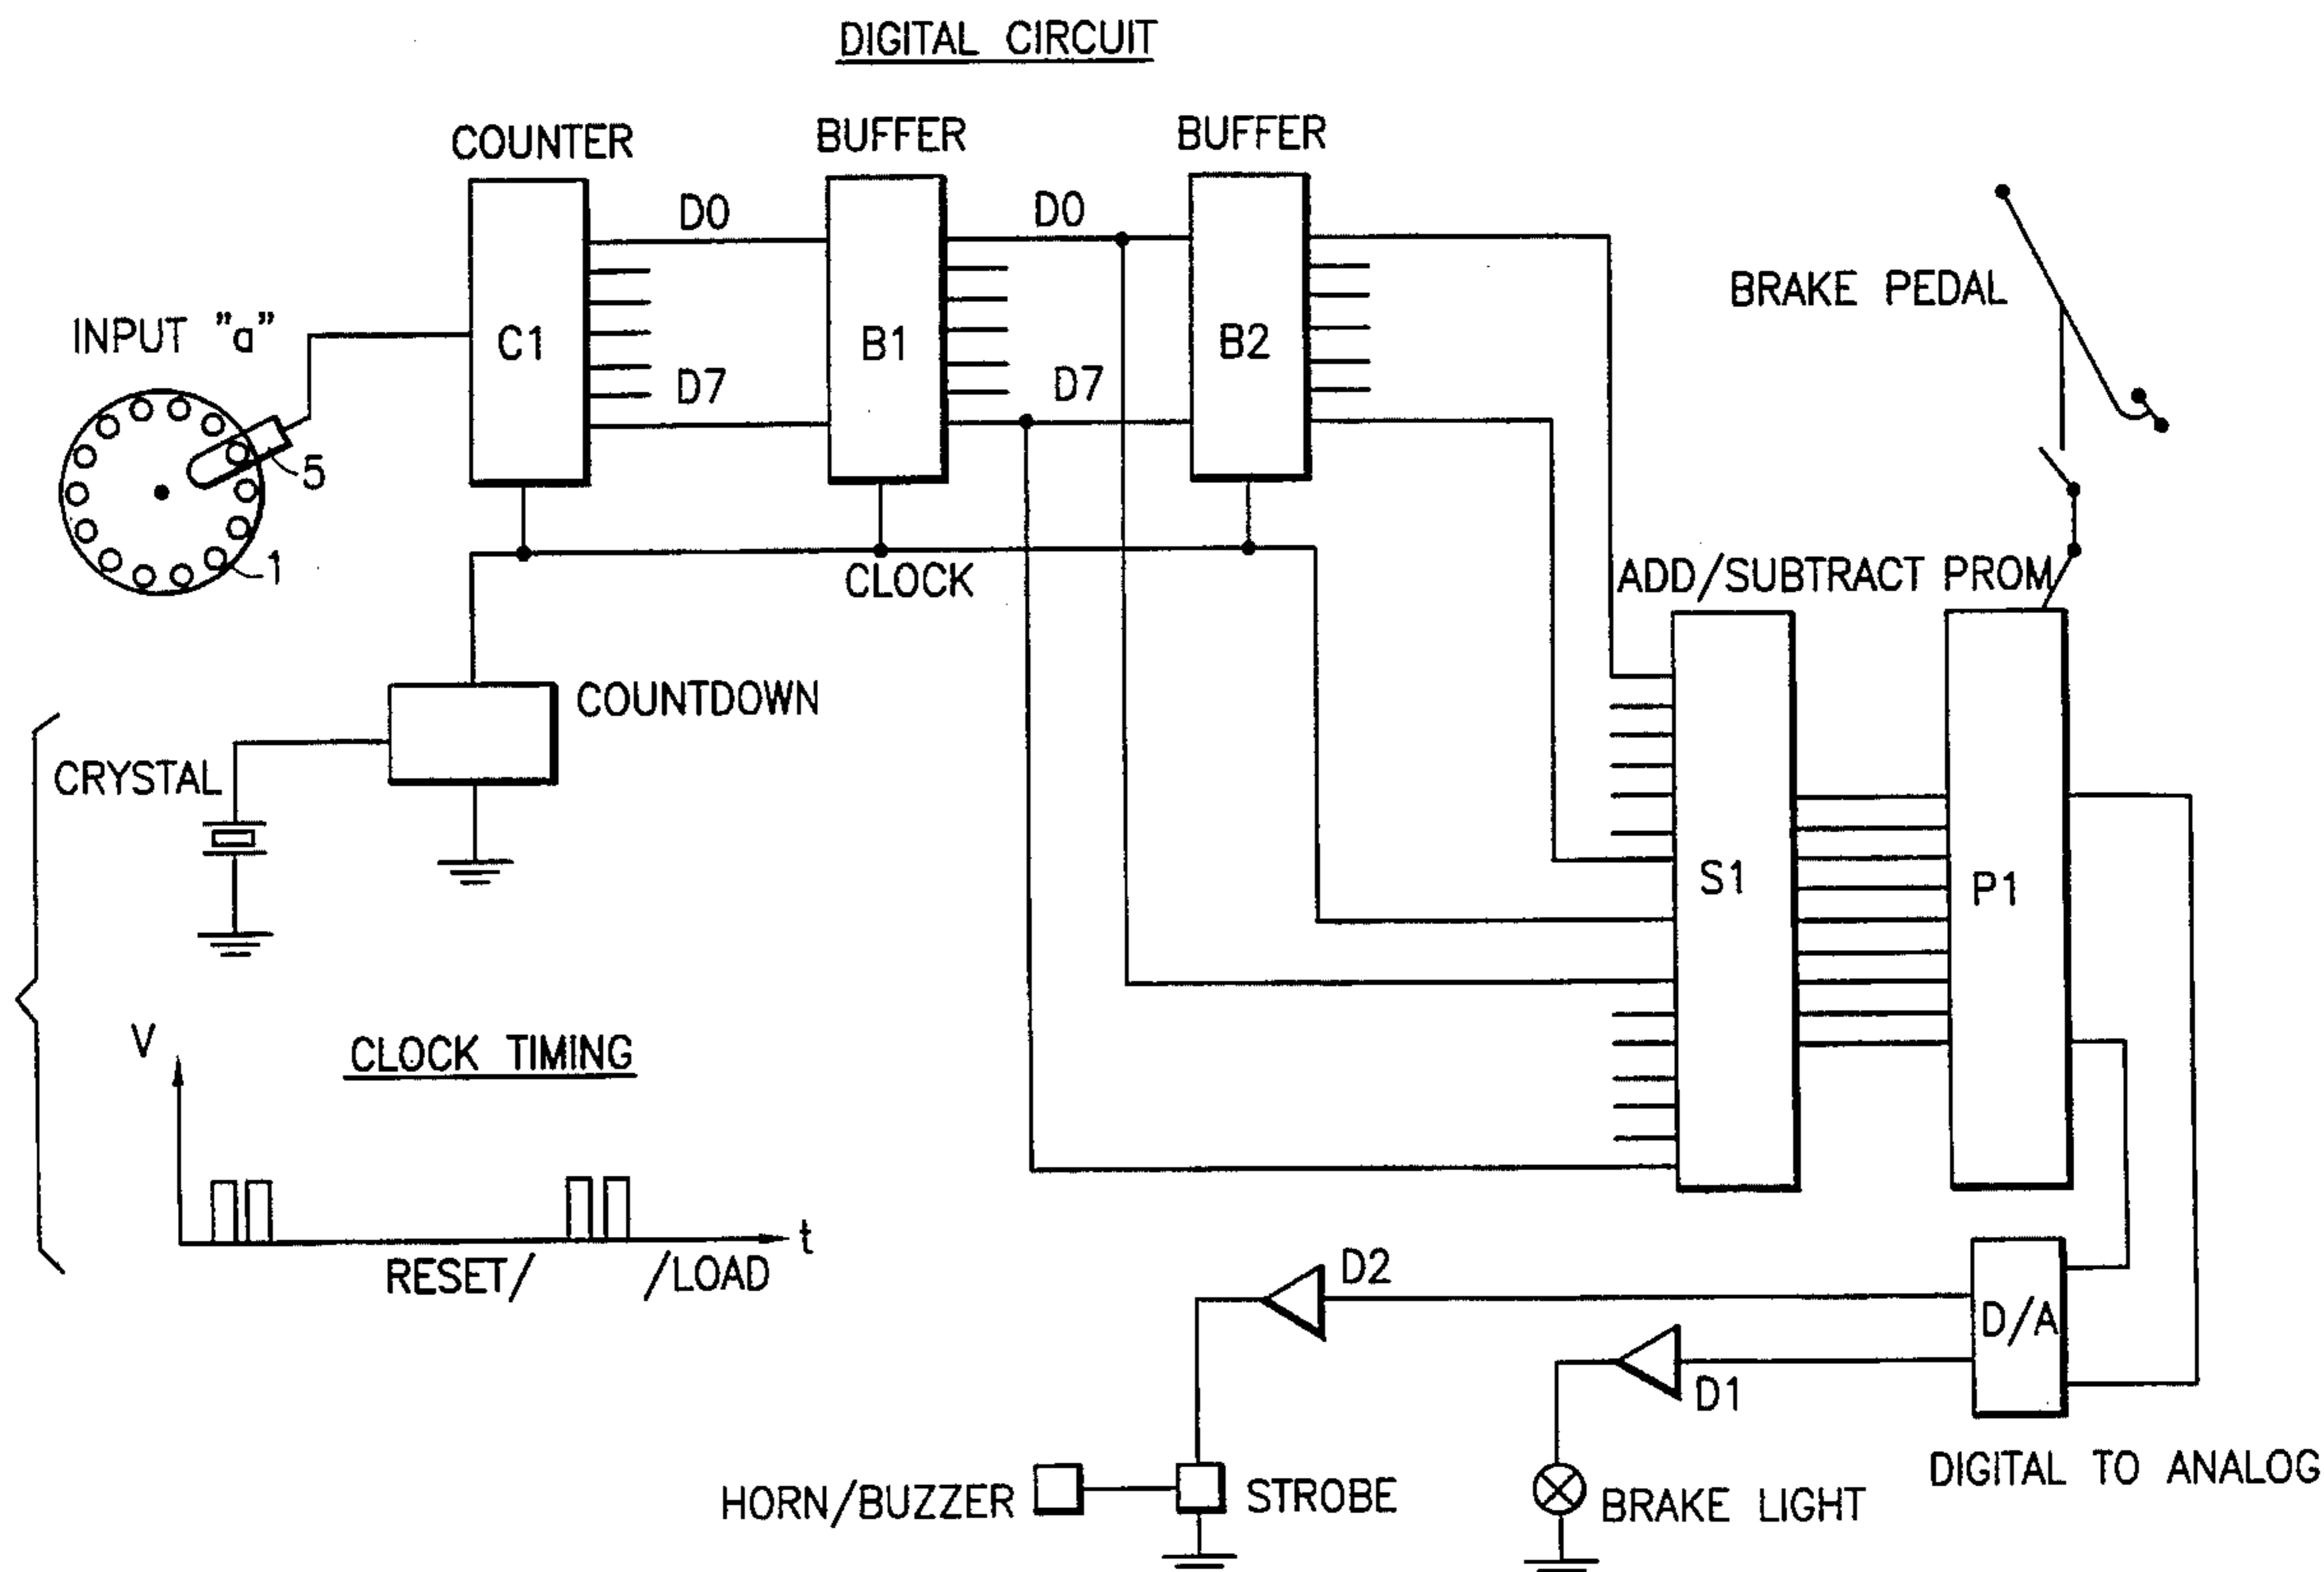 DIGITAL CIRCUIT
COUNTER
BUFFER
BUFFER
D0
D0
INPUT "a"
C1
B1
B2
BRAKE PEDAL
D7
D7
5
1
CLOCK
ADD/SUBTRACT PROM
COUNTDOWN
CRYSTAL
S1
P1
V
CLOCK TIMING
t
RESET/ /LOAD
D2
D/A
D1
DIGITAL TO ANALOG
HORN/BUZZER
STROBE
BRAKE LIGHT